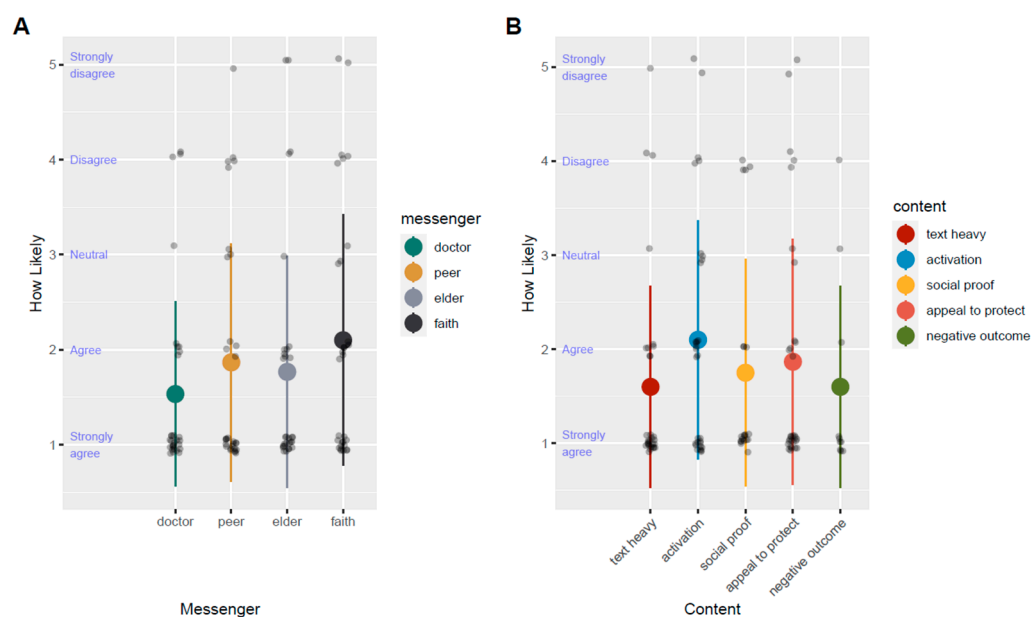 A
How Likely
5
4
3
2
1
Strongly
disagree
Disagree
Neutral
Agree
Strongly
agree
doctor
peer
elder
faith
Messenger
messenger
doctor
peer
elder
faith
B
How Likely
5
4
3
2
1
Strongly
disagree
Disagree
Neutral
Agree
Strongly
agree
text heavy
activation
social proof
appeal to protect
negative outcome
Content
content
text heavy
activation
social proof
appeal to protect
negative outcome